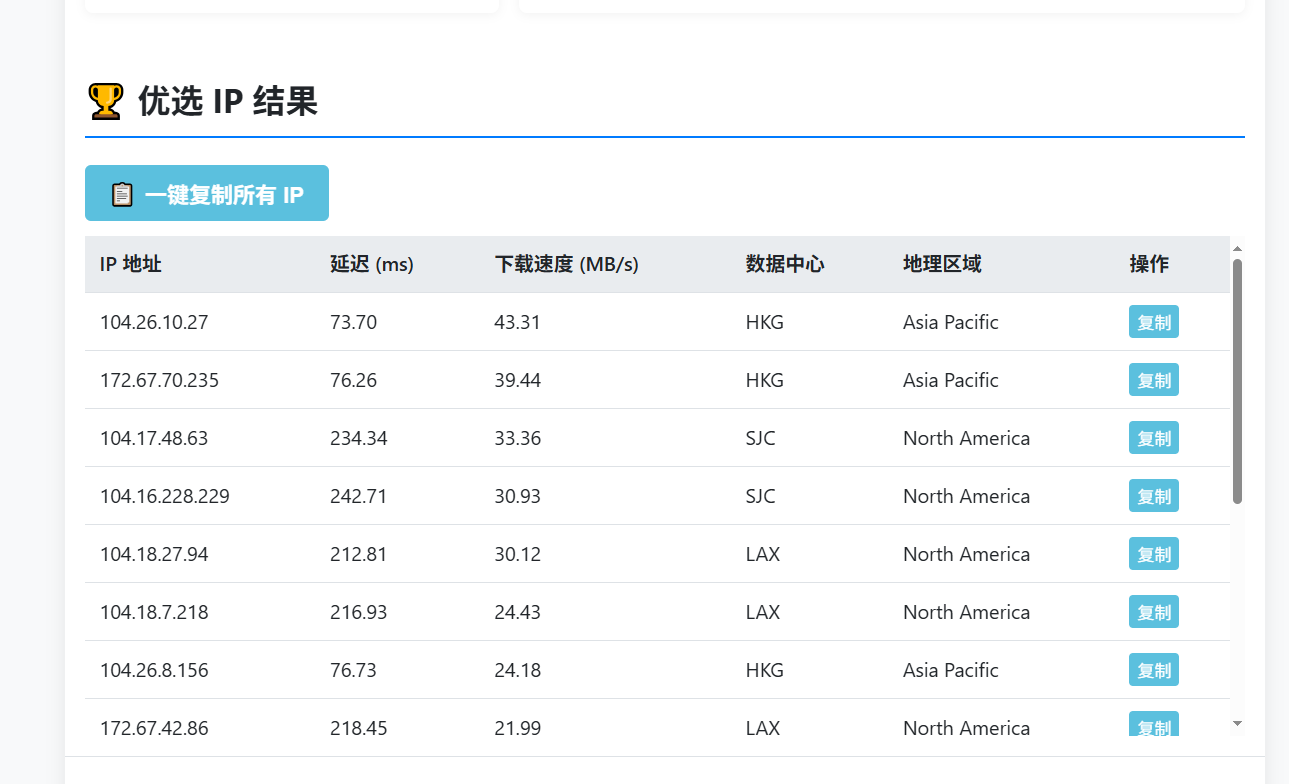 🏆 优选 IP 结果
📋 一键复制所有 IP
IP 地址 延迟 (ms) 下载速度 (MB/s) 数据中心 地理区域 操作
104.26.10.27 73.70 43.31 HKG Asia Pacific 复制
172.67.70.235 76.26 39.44 HKG Asia Pacific 复制
104.17.48.63 234.34 33.36 SJC North America 复制
104.16.228.229 242.71 30.93 SJC North America 复制
104.18.27.94 212.81 30.12 LAX North America 复制
104.18.7.218 216.93 24.43 LAX North America 复制
104.26.8.156 76.73 24.18 HKG Asia Pacific 复制
172.67.42.86 218.45 21.99 LAX North America 复制